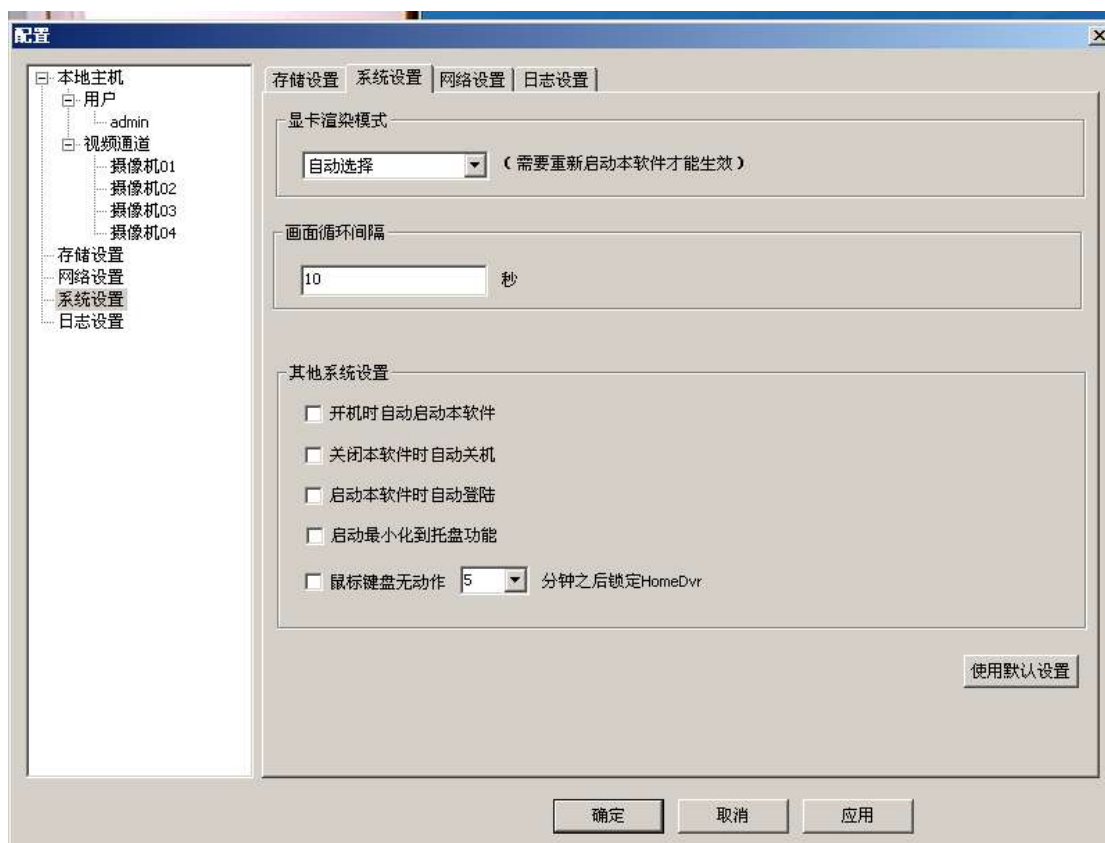 配置
本地主机
用户
admin
视频通道
摄像机01
摄像机02
摄像机03
摄像机04
存储设置
网络设置
系统设置
日志设置
存储设置 系统设置 网络设置 日志设置
显卡渲染模式
自动选择 (需要重新启动本软件才能生效)
画面循环间隔
10 秒
其他系统设置
开机时自动启动本软件
关闭本软件时自动关机
启动本软件时自动登陆
启动最小化到托盘功能
鼠标键盘无动作 5 分钟之后锁定HomeDvr
使用默认设置
确定 取消 应用